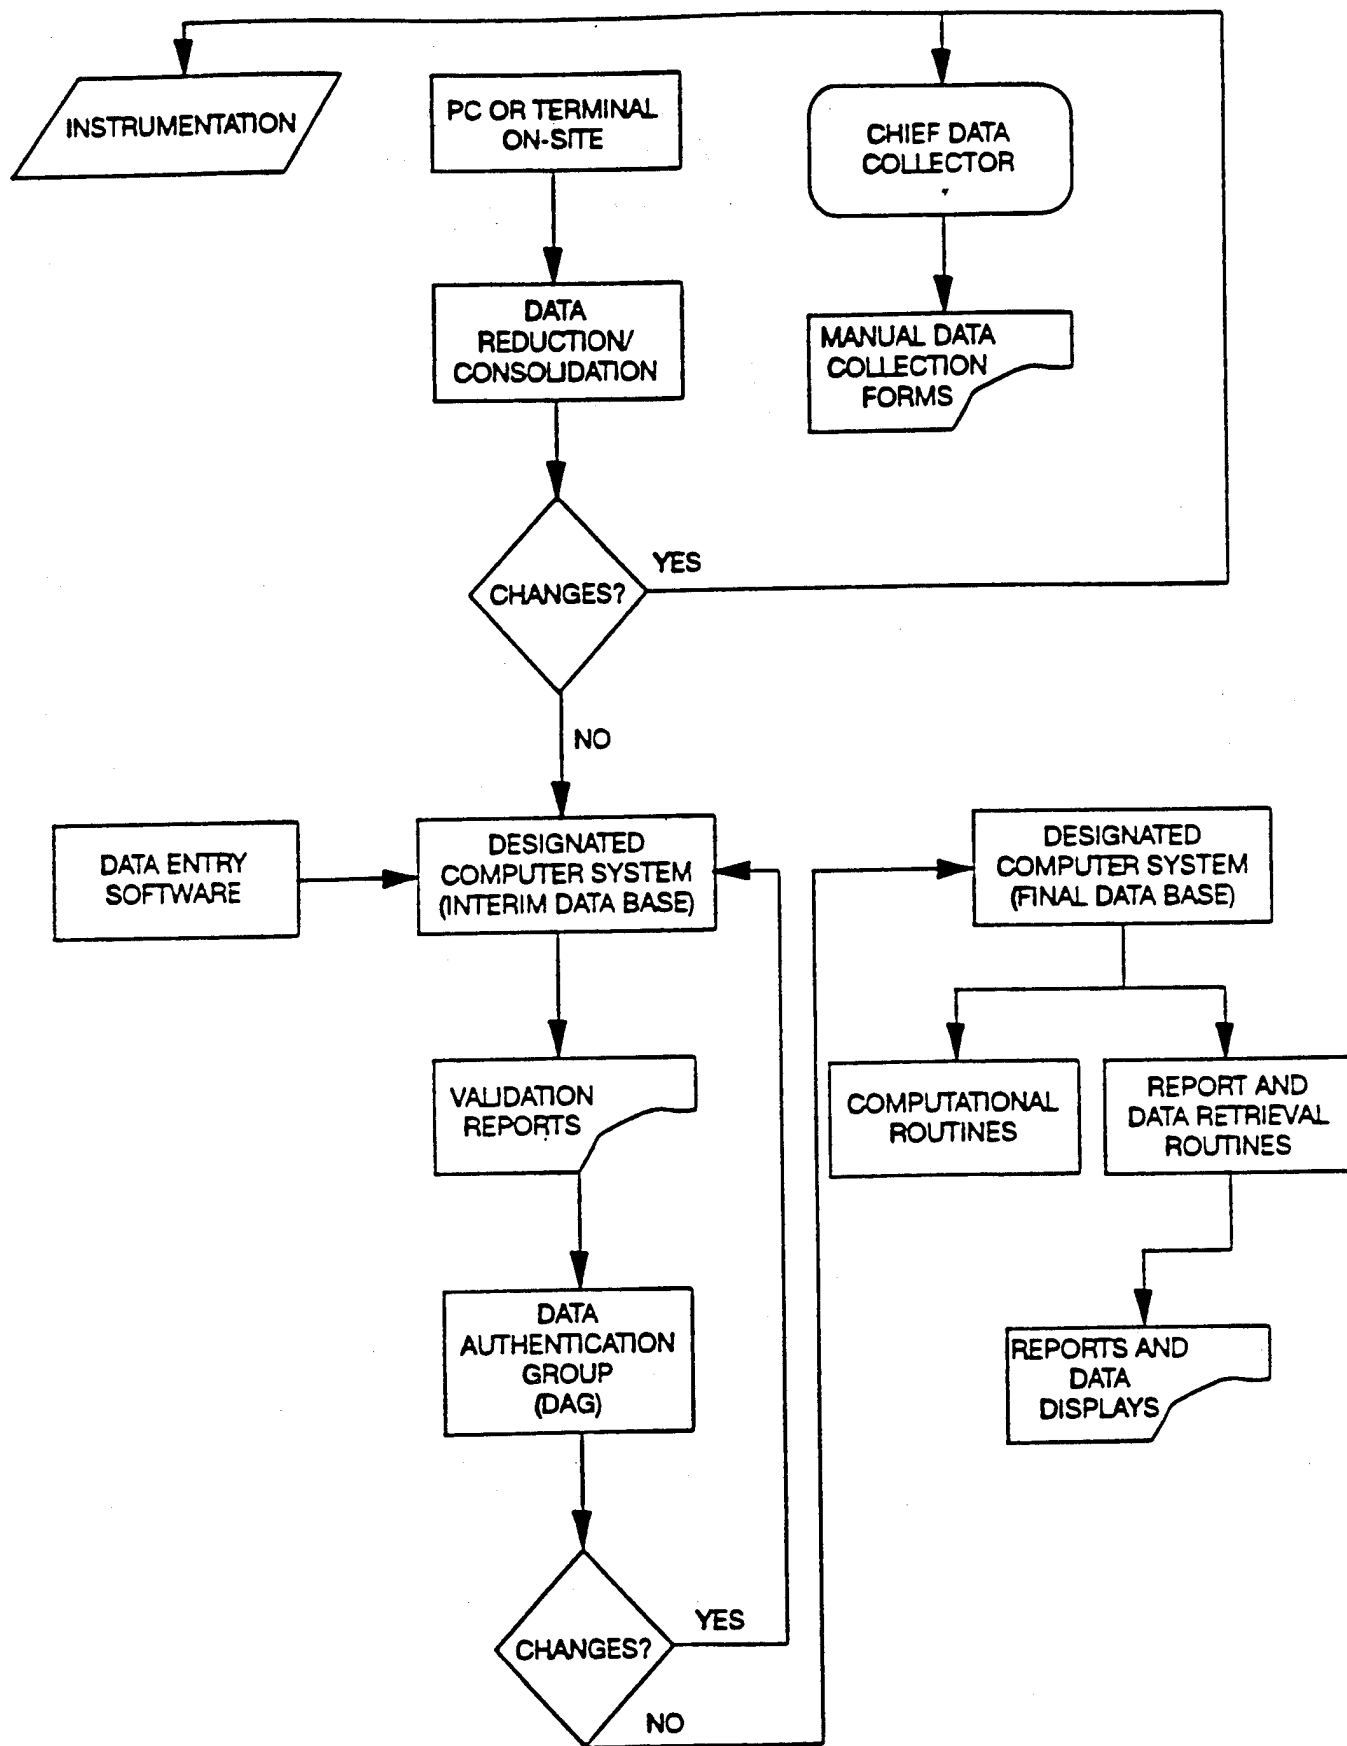 INSTRUMENTATION
PC OR TERMINAL
ON-SITE
CHIEF DATA
COLLECTOR
DATA
REDUCTION/
CONSOLIDATION
MANUAL DATA
COLLECTION
FORMS
CHANGES?
YES
NO
DATA ENTRY
SOFTWARE
DESIGNATED
COMPUTER SYSTEM
(INTERIM DATA BASE)
DESIGNATED
COMPUTER SYSTEM
(FINAL DATA BASE)
VALIDATION
REPORTS
COMPUTATIONAL
ROUTINES
REPORT AND
DATA RETRIEVAL
ROUTINES
DATA
AUTHENTICATION
GROUP
(DAG)
REPORTS AND
DATA
DISPLAYS
CHANGES?
YES
NO